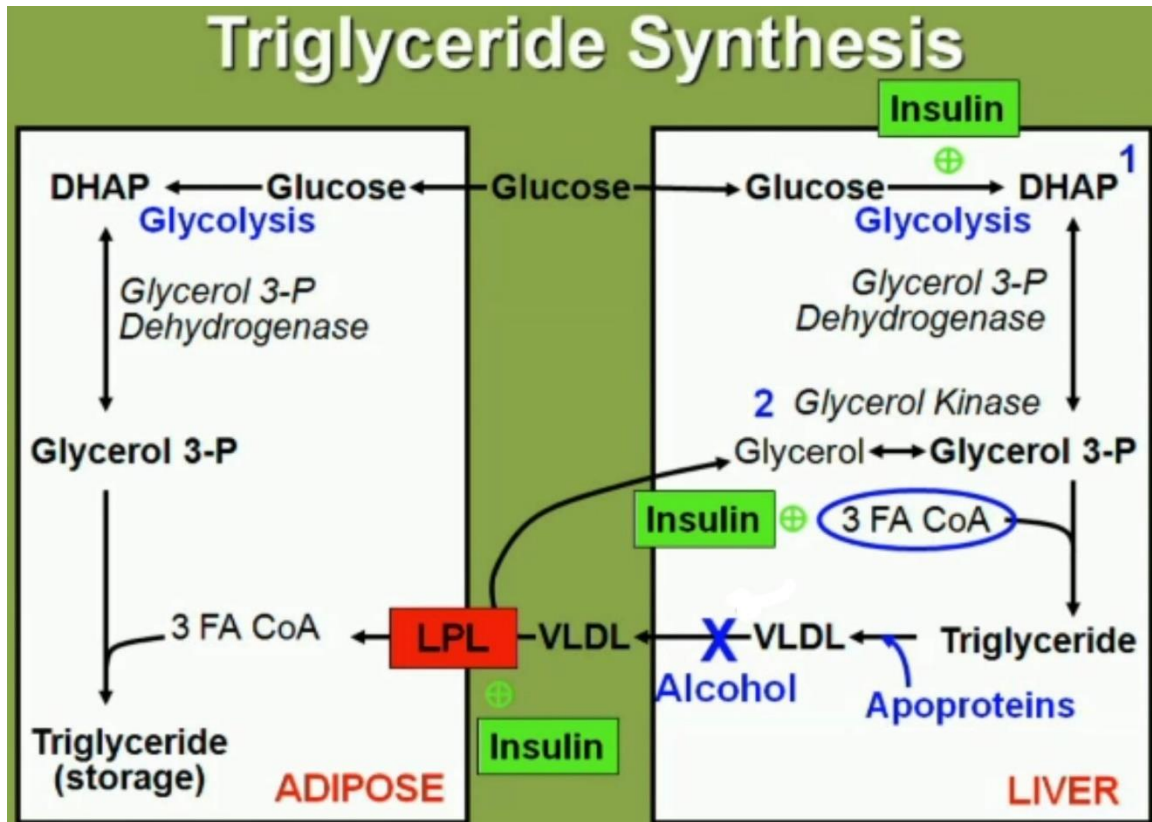 Triglyceride Synthesis
Insulin
⊕
1
DHAP
Glucose
Glucose
Glucose
DHAP
Glycolysis
Glycolysis
Glycerol 3-P
Dehydrogenase
Glycerol 3-P
Dehydrogenase
2 Glycerol Kinase
Glycerol 3-P
Glycerol
Glycerol 3-P
Insulin
⊕
3 FA CoA
3 FA CoA
LPL
VLDL
X
VLDL
Triglyceride
Alcohol
Apoproteins
⊕
Insulin
Triglyceride
(storage)
ADIPOSE
LIVER